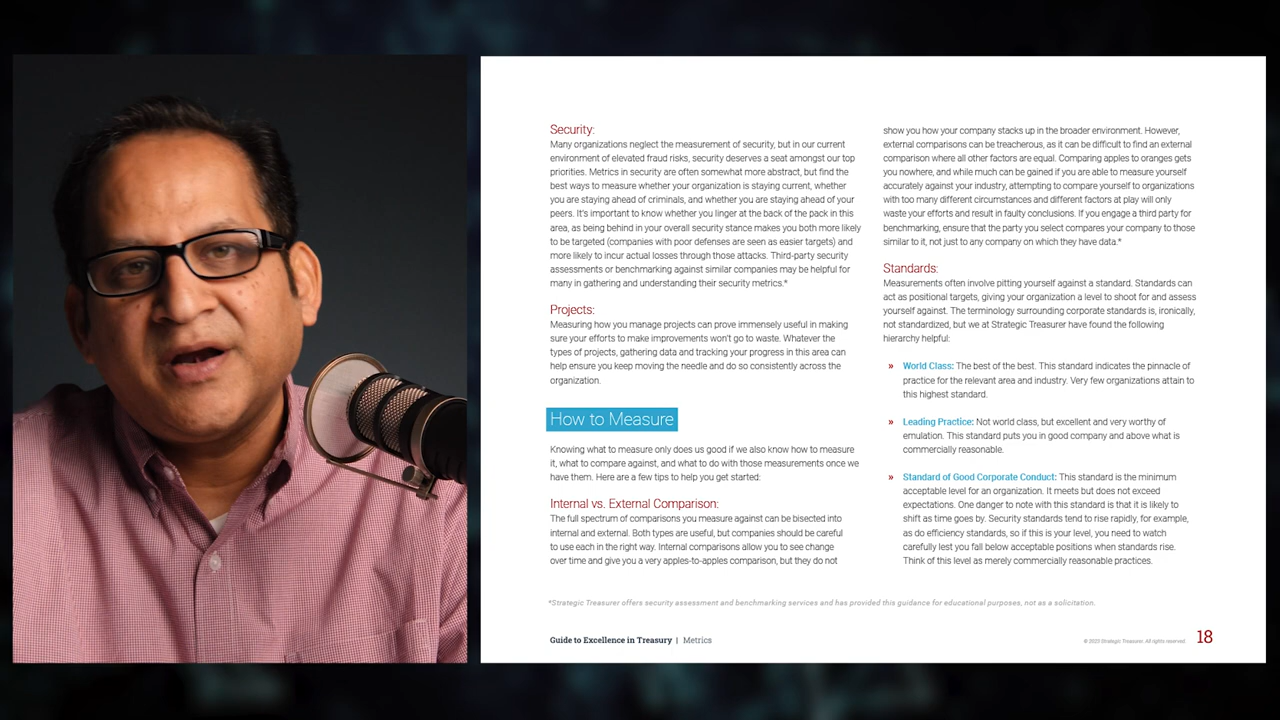 Security:
Many organizations neglect the measurement of security, but in our current
environment of elevated fraud risks, security deserves a seat amongst our top
priorities. Metrics in security are often somewhat more abstract, but find the
best ways to measure whether your organization is staying current, whether
you are staying ahead of criminals, and whether you are staying ahead of your
peers. It's important to know whether you linger at the back of the pack in this
area, as being behind in your overall security stance makes you both more likely
to be targeted (companies with poor defenses are seen as easier targets) and
more likely to incur actual losses through those attacks. Third-party security
assessments or benchmarking against similar companies may be helpful for
many in gathering and understanding their security metrics.*
Projects:
Measuring how you manage projects can prove immensely useful in making
sure your efforts to make improvements won't go to waste. Whatever the
types of projects, gathering data and tracking your progress in this area can
help ensure you keep moving the needle and do so consistently across the
organization.
How to Measure
Knowing what to measure only does us good if we also know how to measure
it, what to compare against, and what to do with those measurements once we
have them. Here are a few tips to help you get started:
Internal vs. External Comparison:
The full spectrum of comparisons you measure against can be bisected into
internal and external. Both types are useful, but companies should be careful
to use each in the right way. Internal comparisons allow you to see change
over time and give you a very apples-to-apples comparison, but they do not
show you how your company stacks up in the broader environment. However,
external comparisons can be treacherous, as it can be difficult to find an external
comparison where all other factors are equal. Comparing apples to oranges gets
you nowhere, and while much can be gained if you are able to measure yourself
accurately against your industry, attempting to compare yourself to organizations
with too many different circumstances and different factors at play will only
waste your efforts and result in faulty conclusions. If you engage a third party for
benchmarking, ensure that the party you select compares your company to those
similar to it, not just to any company on which they have data.*
Standards:
Measurements often involve pitting yourself against a standard. Standards can
act as positional targets, giving your organization a level to shoot for and assess
yourself against. The terminology surrounding corporate standards is, ironically,
not standardized, but we at Strategic Treasurer have found the following
hierarchy helpful:
» World Class: The best of the best. This standard indicates the pinnacle of
practice for the relevant area and industry. Very few organizations attain to
this highest standard.
» Leading Practice: Not world class, but excellent and very worthy of
emulation. This standard puts you in good company and above what is
commercially reasonable.
» Standard of Good Corporate Conduct: This standard is the minimum
acceptable level for an organization. It meets but does not exceed
expectations. One danger to note with this standard is that it is likely to
shift as time goes by. Security standards tend to rise rapidly, for example,
as do efficiency standards, so if this is your level, you need to watch
carefully lest you fall below acceptable positions when standards rise.
Think of this level as merely commercially reasonable practices.
*Strategic Treasurer offers security assessment and benchmarking services and has provided this guidance for educational purposes, not as a solicitation.
Guide to Excellence in Treasury | Metrics
© 2023 Strategic Treasurer. All rights reserved. 18